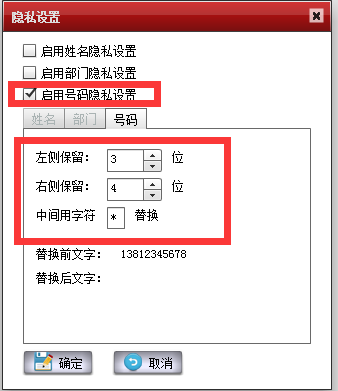 隐私设置
启用姓名隐私设置
启用部门隐私设置
启用号码隐私设置
姓名 部门 号码
左侧保留： 3 位
右侧保留： 4 位
中间用字符 * 替换
替换前文字： 13812345678
替换后文字：
确定 取消